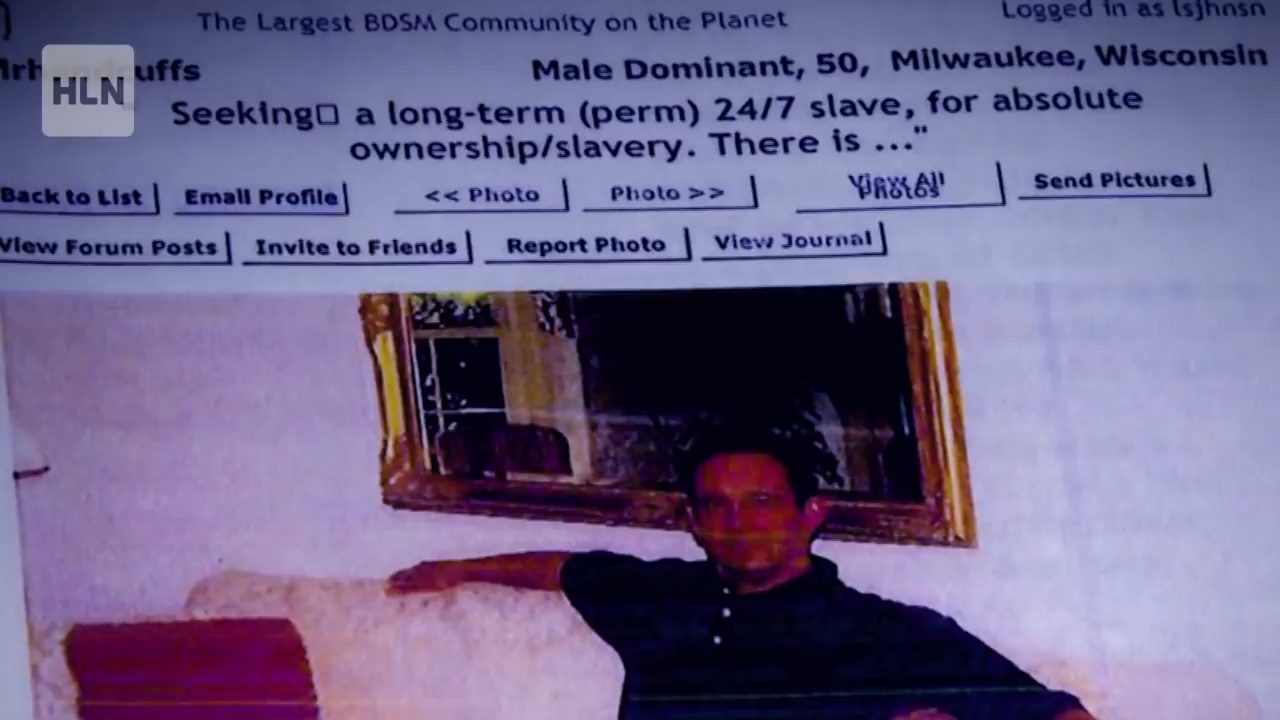 The Largest BDSM Community on the Planet
Logged in as lsjhnsn
HLN
Male Dominant, 50, Milwaukee, Wisconsin
Seeking□ a long-term (perm) 24/7 slave, for absolute
ownership/slavery. There is ..."
Back to List
Email Profile
<< Photo
Photo >>
View All
Photos
Send Pictures
View Forum Posts
Invite to Friends
Report Photo
View Journal